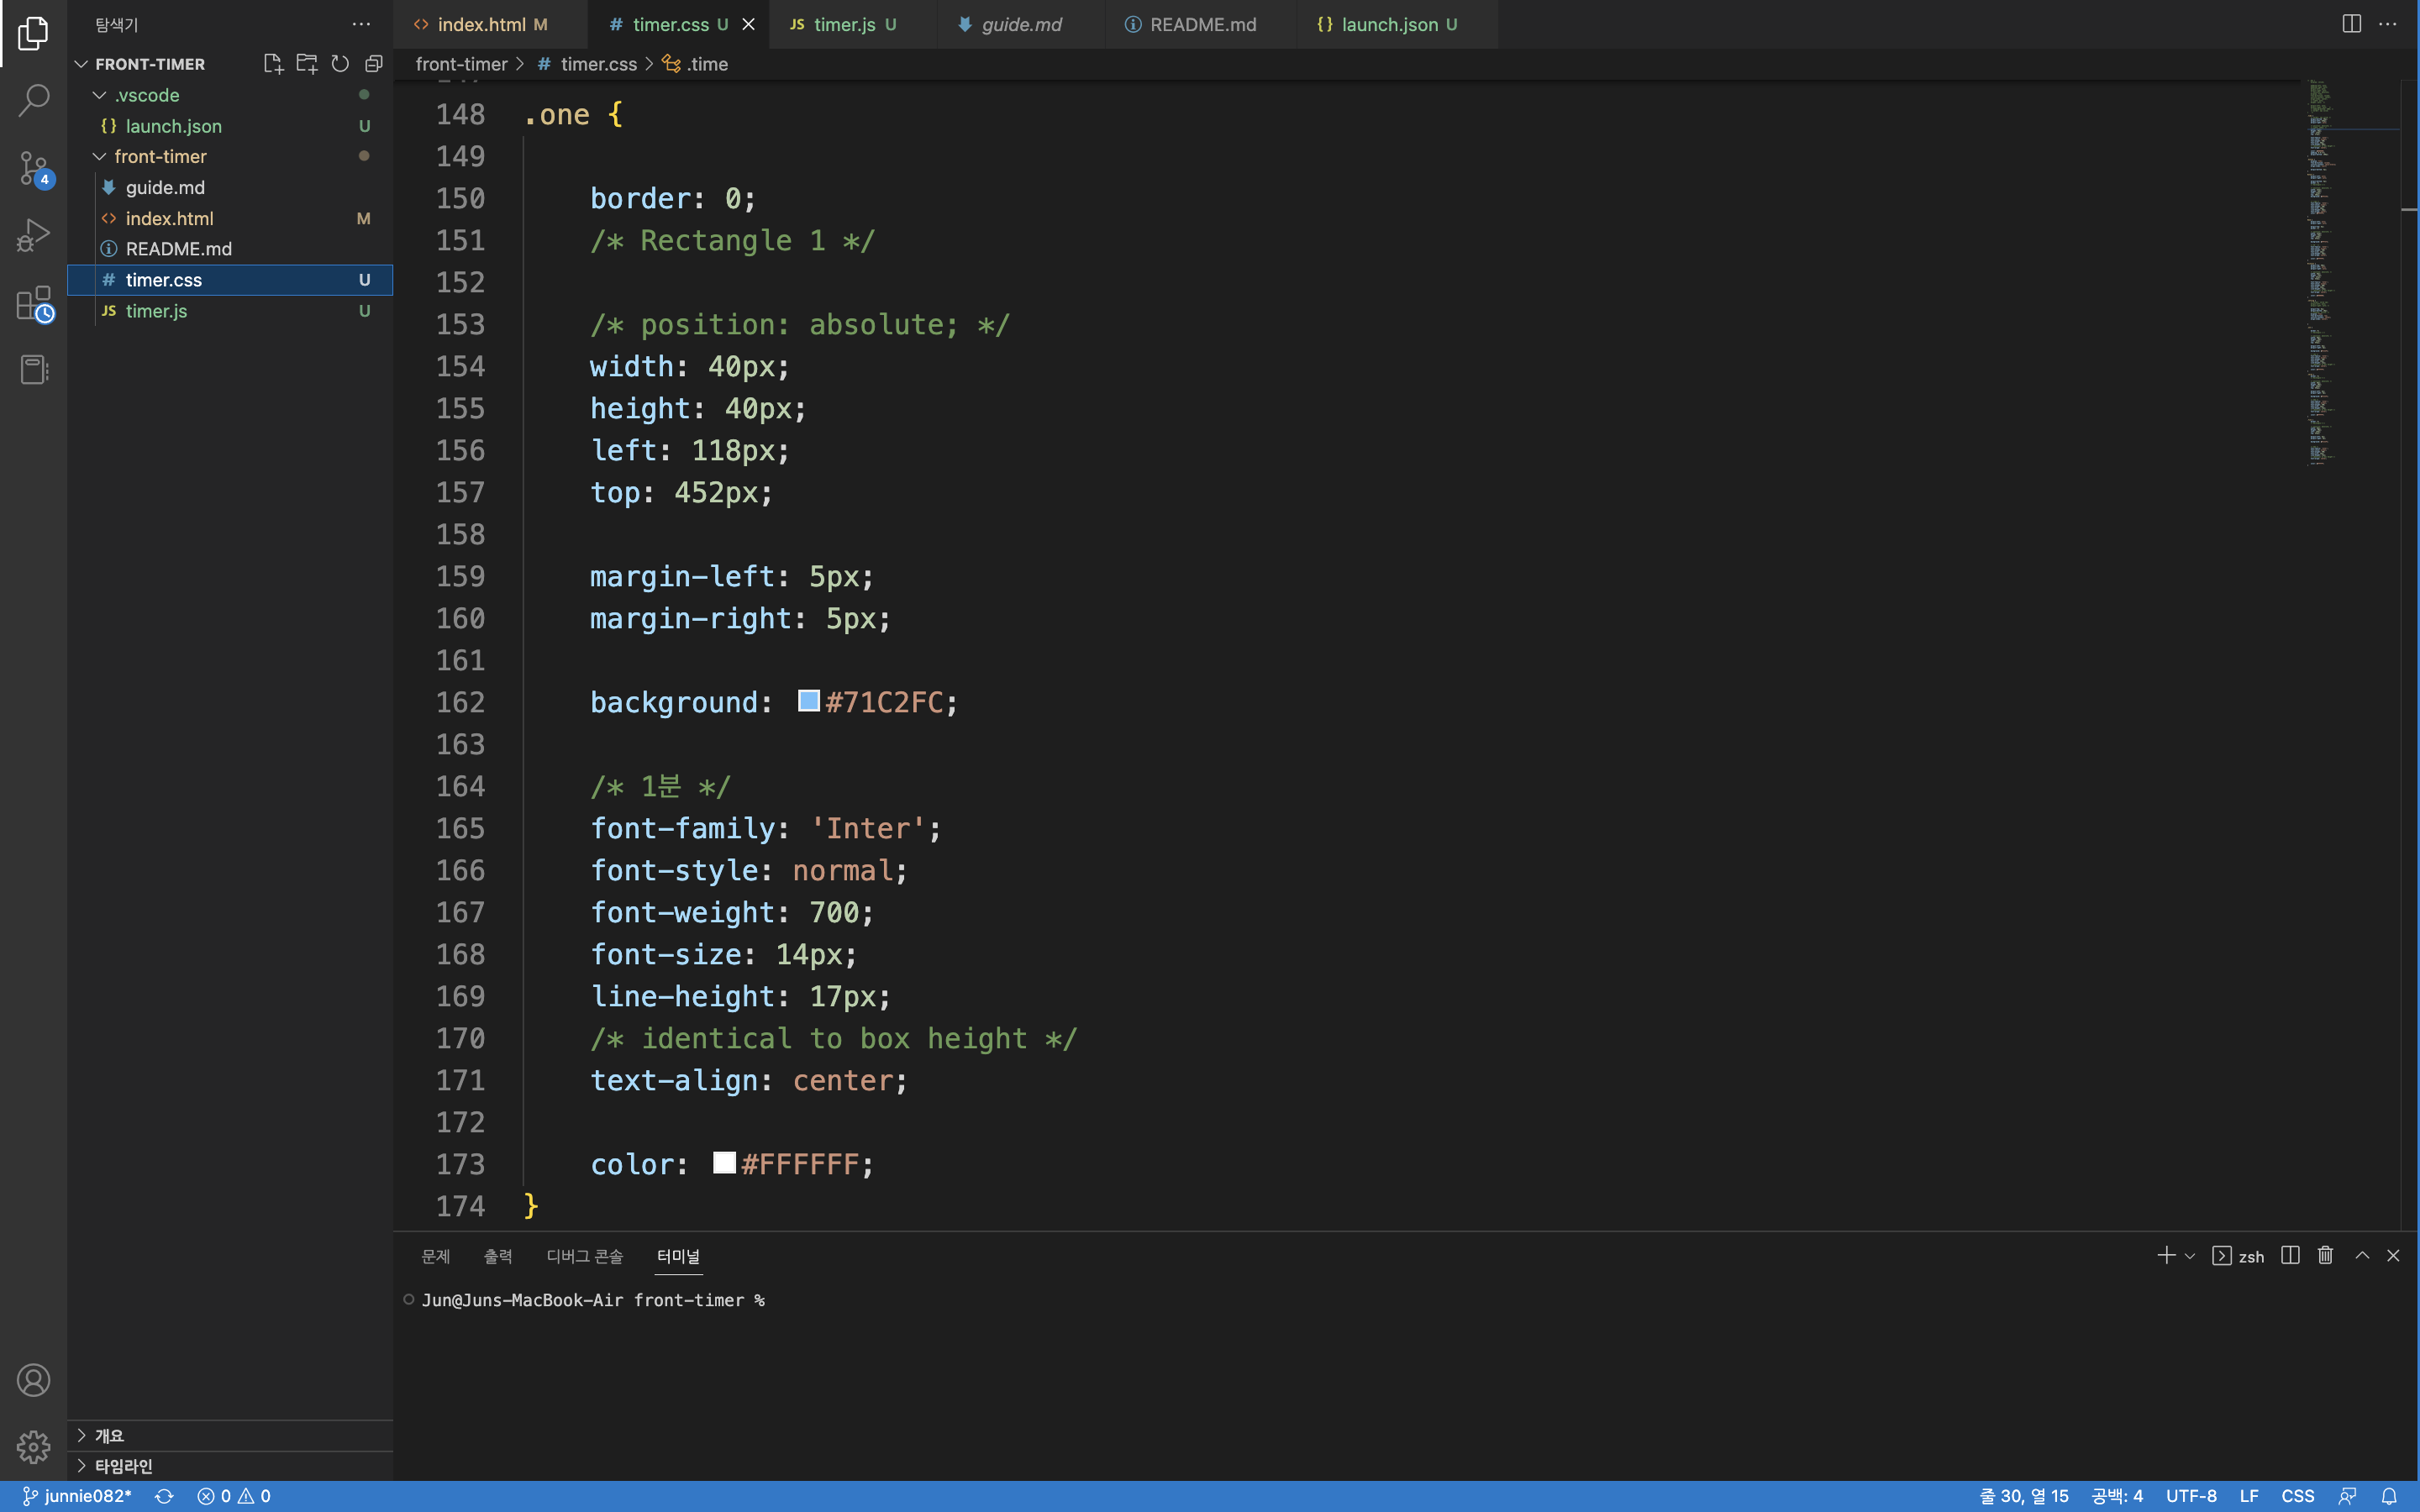 탐색기
index.html M
timer.css U
timer.js U
guide.md
README.md
launch.json U
FRONT-TIMER
front-timer > timer.css > .time
.vscode
launch.json U
front-timer
guide.md
index.html M
README.md
timer.css U
timer.js U
4
148 .one {
149
150 border: 0;
151 /* Rectangle 1 */
152
153 /* position: absolute; */
154 width: 40px;
155 height: 40px;
156 left: 118px;
157 top: 452px;
158
159 margin-left: 5px;
160 margin-right: 5px;
161
162 background: #71C2FC;
163
164 /* 1분 */
165 font-family: 'Inter';
166 font-style: normal;
167 font-weight: 700;
168 font-size: 14px;
169 line-height: 17px;
170 /* identical to box height */
171 text-align: center;
172
173 color: #FFFFFF;
174 }
문제 출력 디버그 콘솔 터미널
zsh
Jun@Juns-MacBook-Air front-timer %
개요
타임라인
junnie082* 0 0
줄 30, 열 15 공백: 4 UTF-8 LF CSS